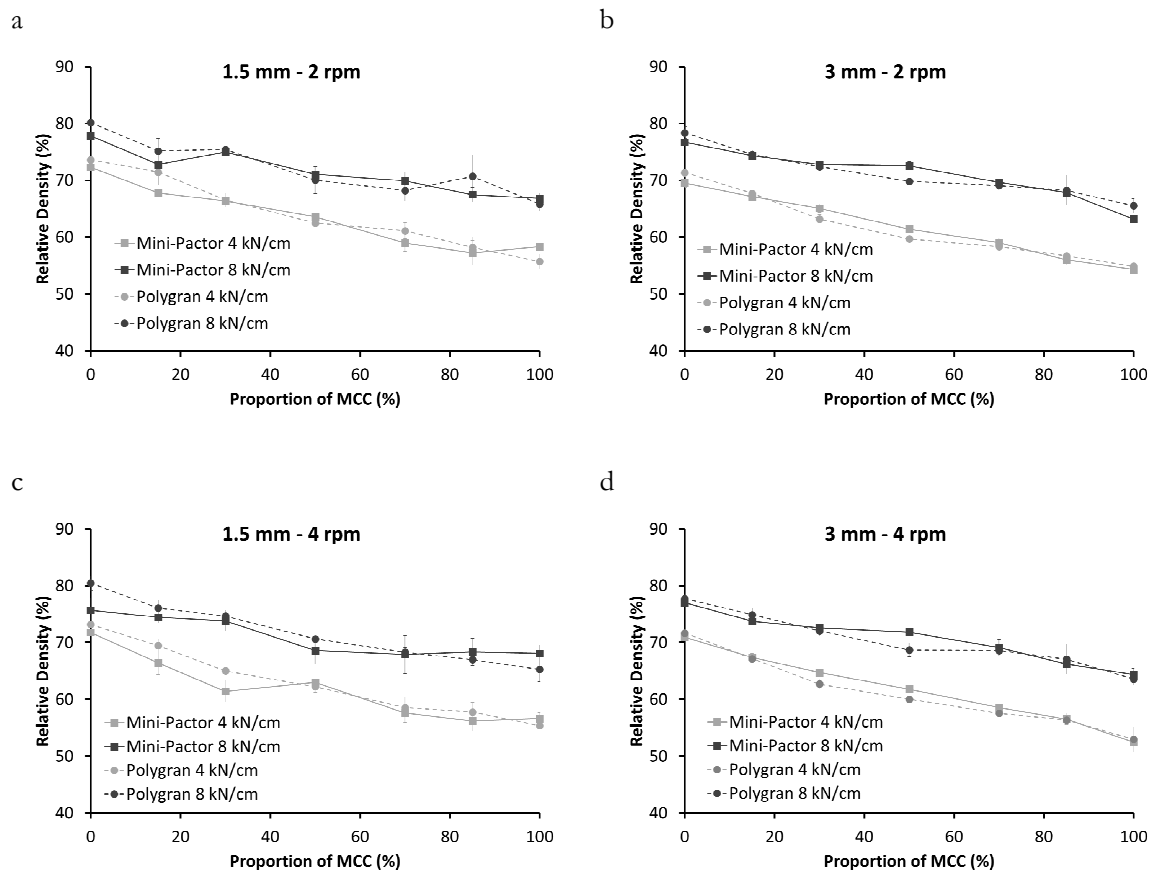 a
1.5 mm - 2 rpm
90
80
70
60
50
40
Relative Density (%)
Mini-Pactor 4 kN/cm
Mini-Pactor 8 kN/cm
Polygran 4 kN/cm
Polygran 8 kN/cm
0 20 40 60 80 100
Proportion of MCC (%)
b
3 mm - 2 rpm
90
80
70
60
50
40
Relative Density (%)
Mini-Pactor 4 kN/cm
Mini-Pactor 8 kN/cm
Polygran 4 kN/cm
Polygran 8 kN/cm
0 20 40 60 80 100
Proportion of MCC (%)
c
1.5 mm - 4 rpm
90
80
70
60
50
40
Relative Density (%)
Mini-Pactor 4 kN/cm
Mini-Pactor 8 kN/cm
Polygran 4 kN/cm
Polygran 8 kN/cm
0 20 40 60 80 100
Proportion of MCC (%)
d
3 mm - 4 rpm
90
80
70
60
50
40
Relative Density (%)
Mini-Pactor 4 kN/cm
Mini-Pactor 8 kN/cm
Polygran 4 kN/cm
Polygran 8 kN/cm
0 20 40 60 80 100
Proportion of MCC (%)